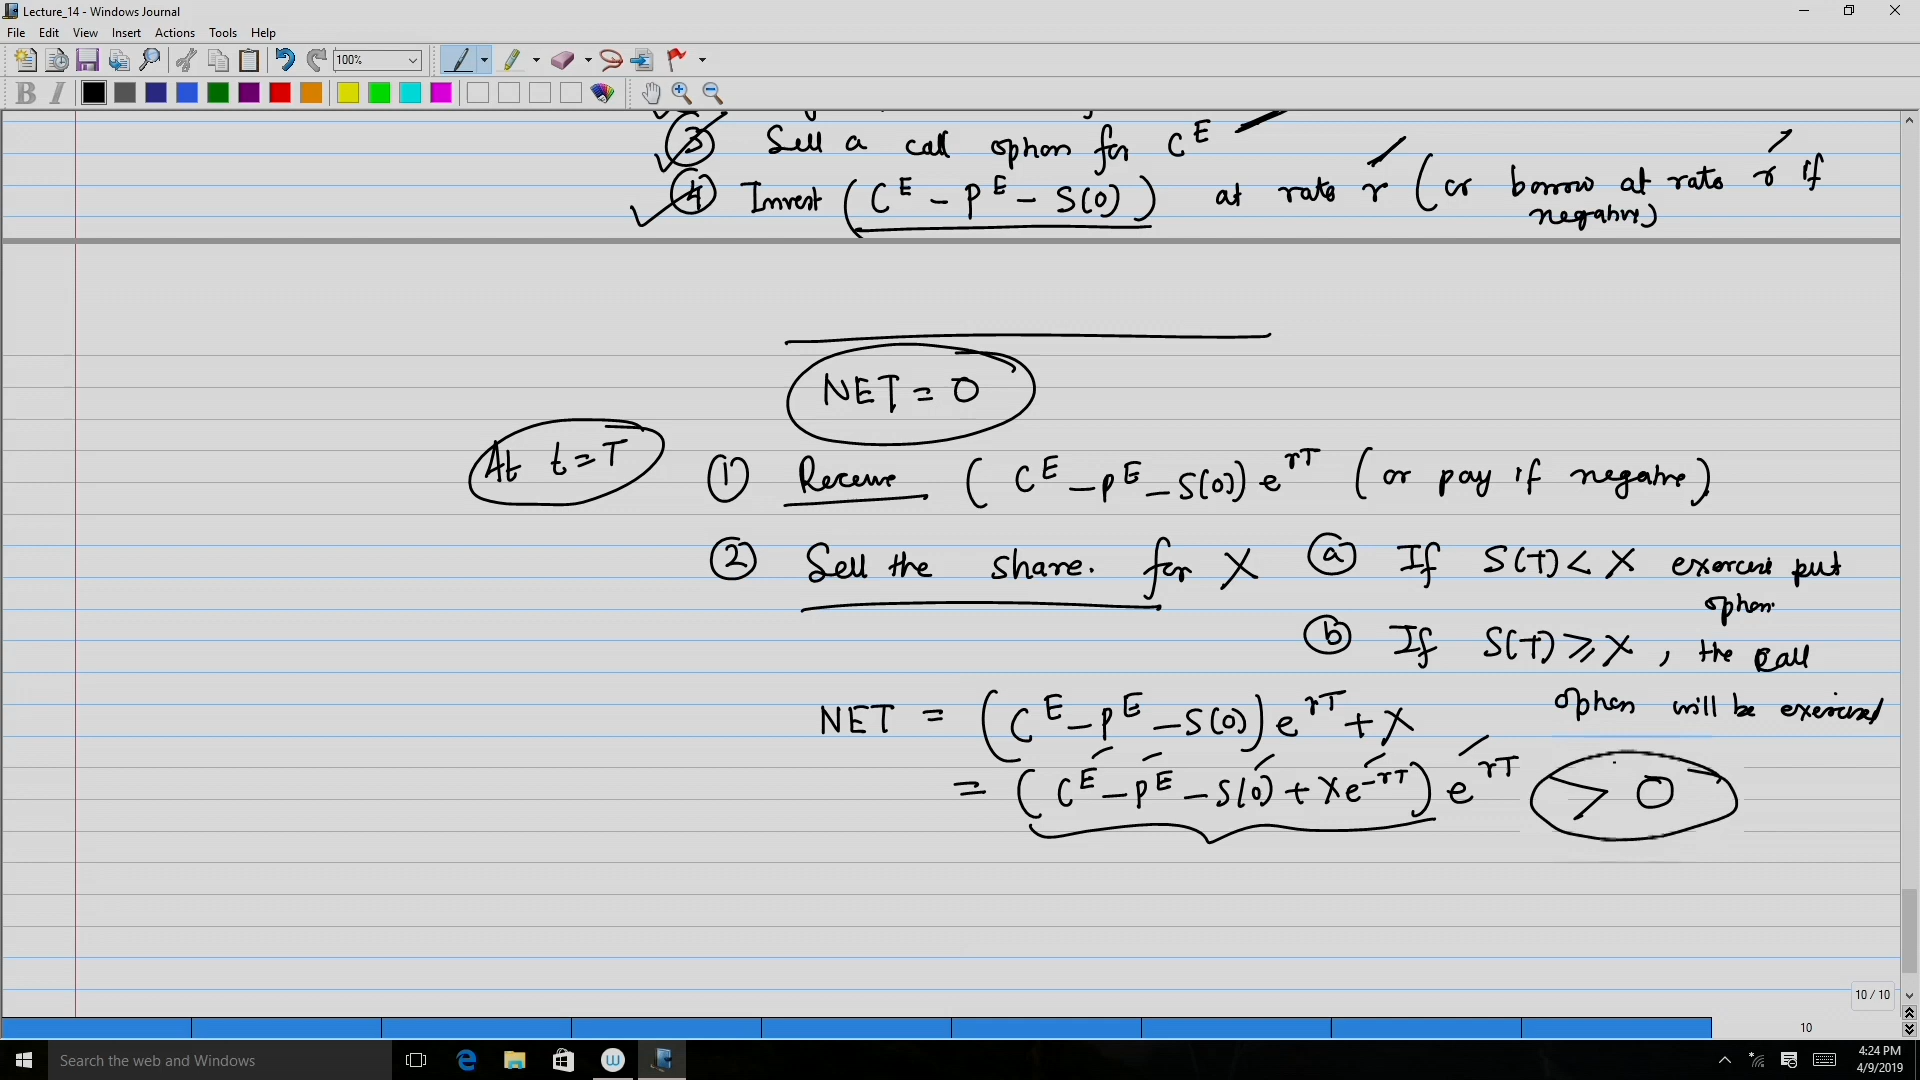 Lecture_14 - Windows Journal
File Edit View Insert Actions Tools Help
100%
B I
③ Sell a call option for C^E
④ Invest (C^E - P^E - S(0)) at rate r (or borrow at rate r if
negative)
NET = 0
At t = T
① Receive (C^E - P^E - S(0)) e^{rT} (or pay if negative)
② Sell the share. for X ⓐ If S(T) < X exercise put
option.
ⓑ If S(T) ≥ X, the call
option will be exercised
NET = (C^E - P^E - S(0)) e^{rT} + X
= (C^E - P^E - S(0) + X e^{-rT}) e^{rT} > 0
10 / 10
10
Search the web and Windows
4:24 PM
4/9/2019